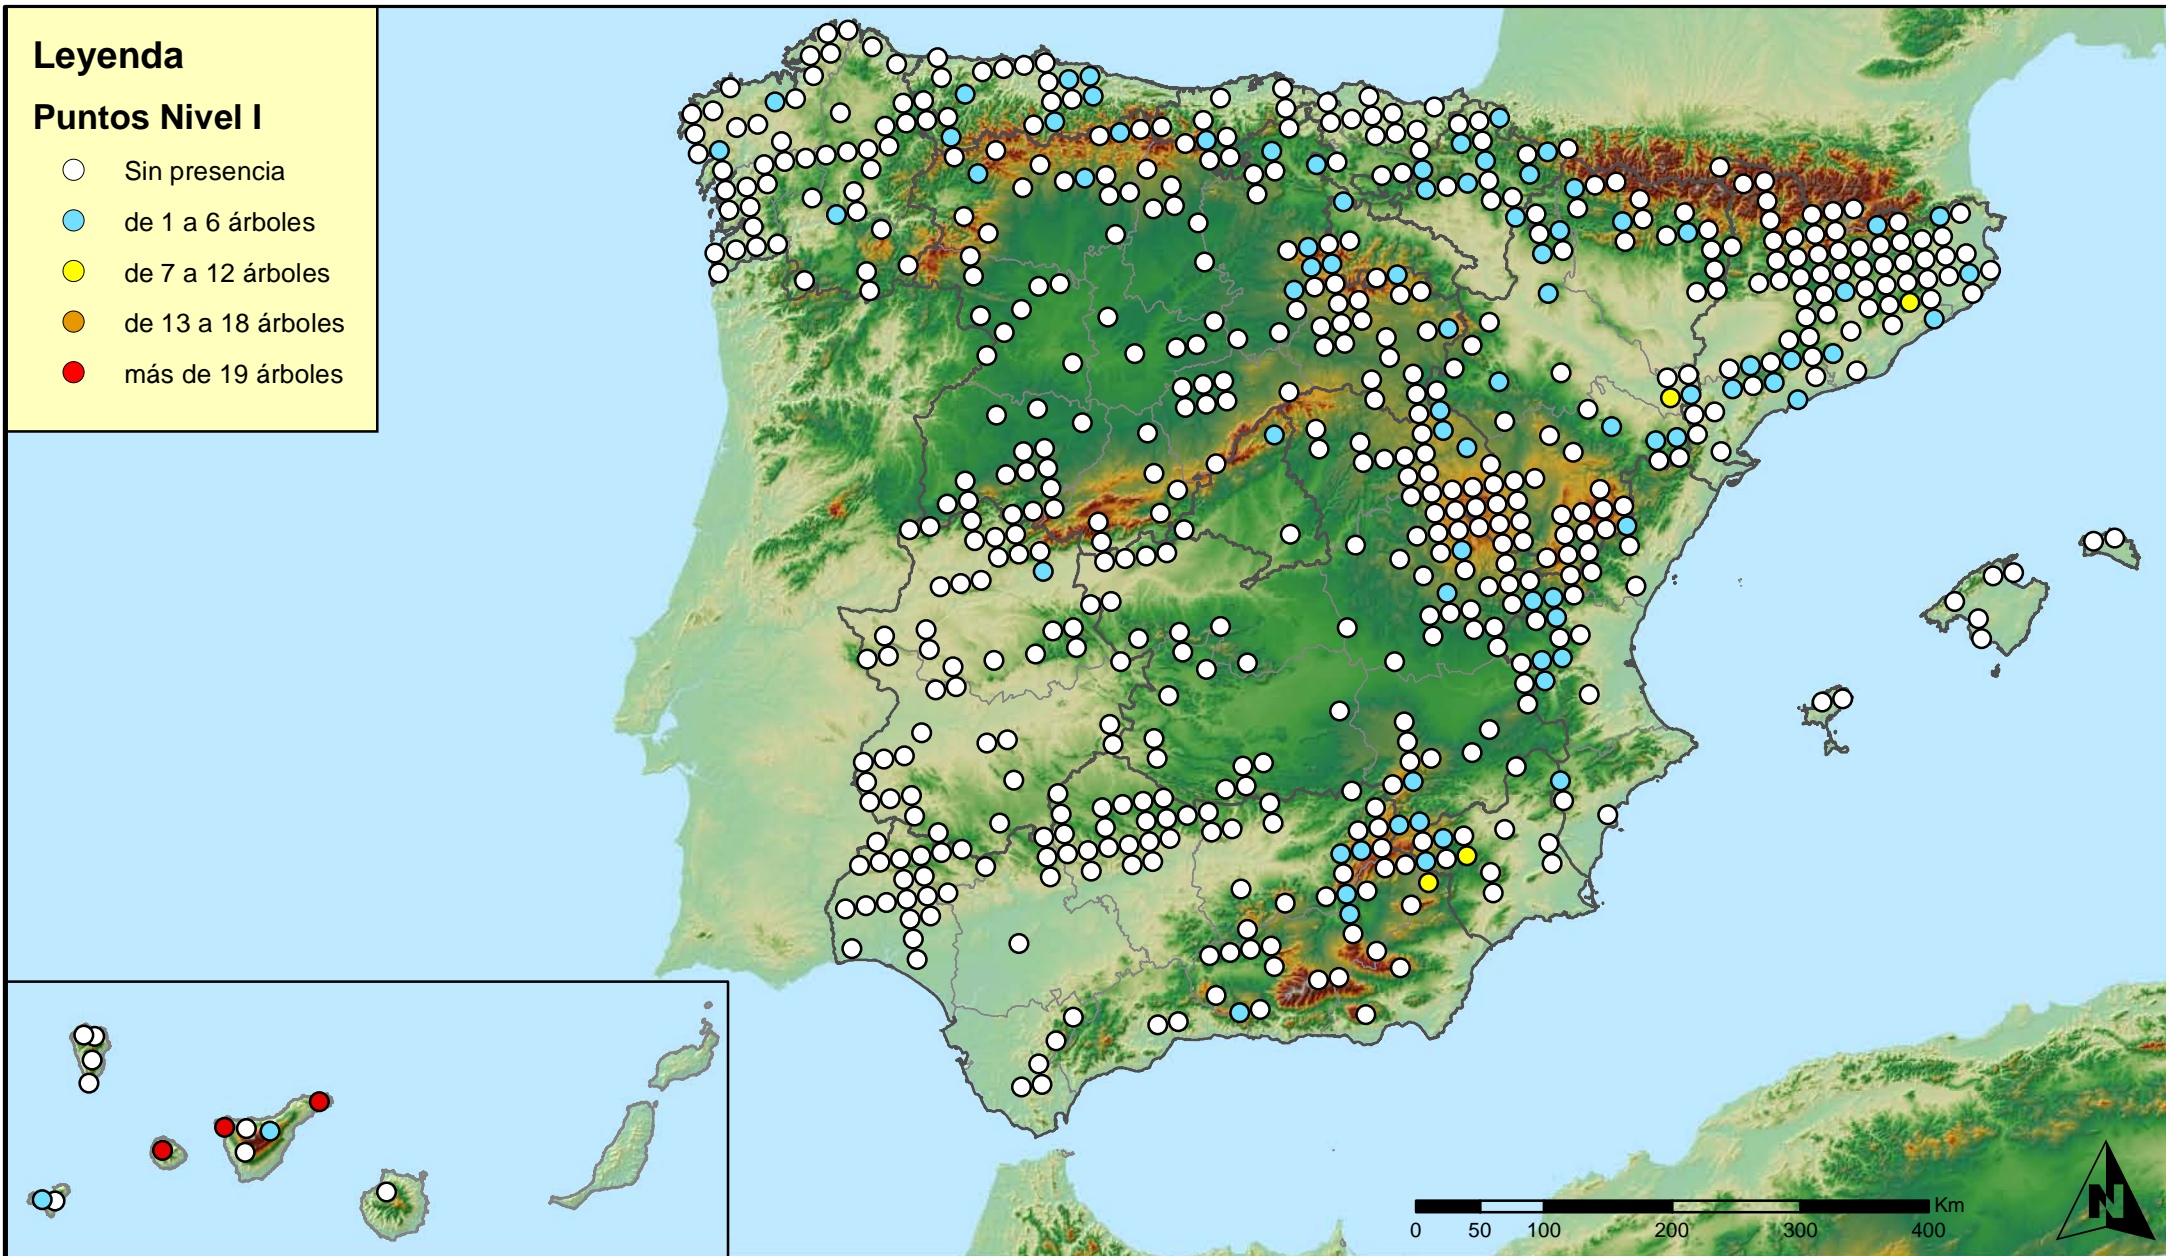 Leyenda
Puntos Nivel I
Sin presencia
de 1 a 6 árboles
de 7 a 12 árboles
de 13 a 18 árboles
más de 19 árboles
Km
0 50 100 200 300 400
N